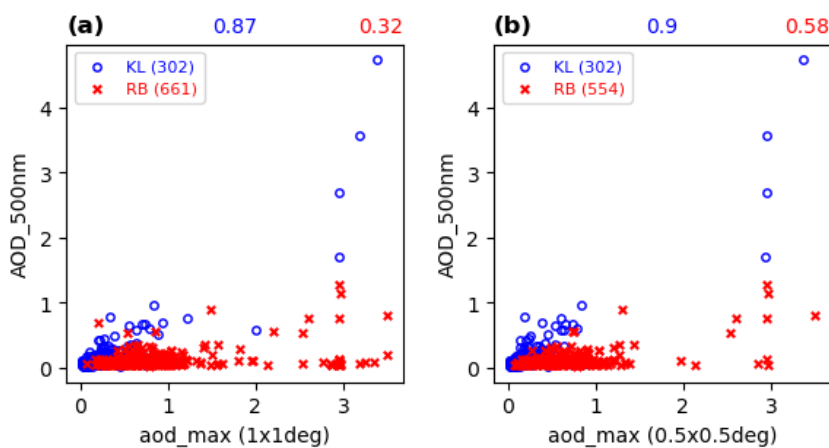 (a) 0.87 0.32
KL (302)
RB (661)
AOD_500nm
4
3
2
1
0
0 1 2 3
aod_max (1x1deg)
(b) 0.9 0.58
KL (302)
RB (554)
AOD_500nm
4
3
2
1
0
0 1 2 3
aod_max (0.5x0.5deg)